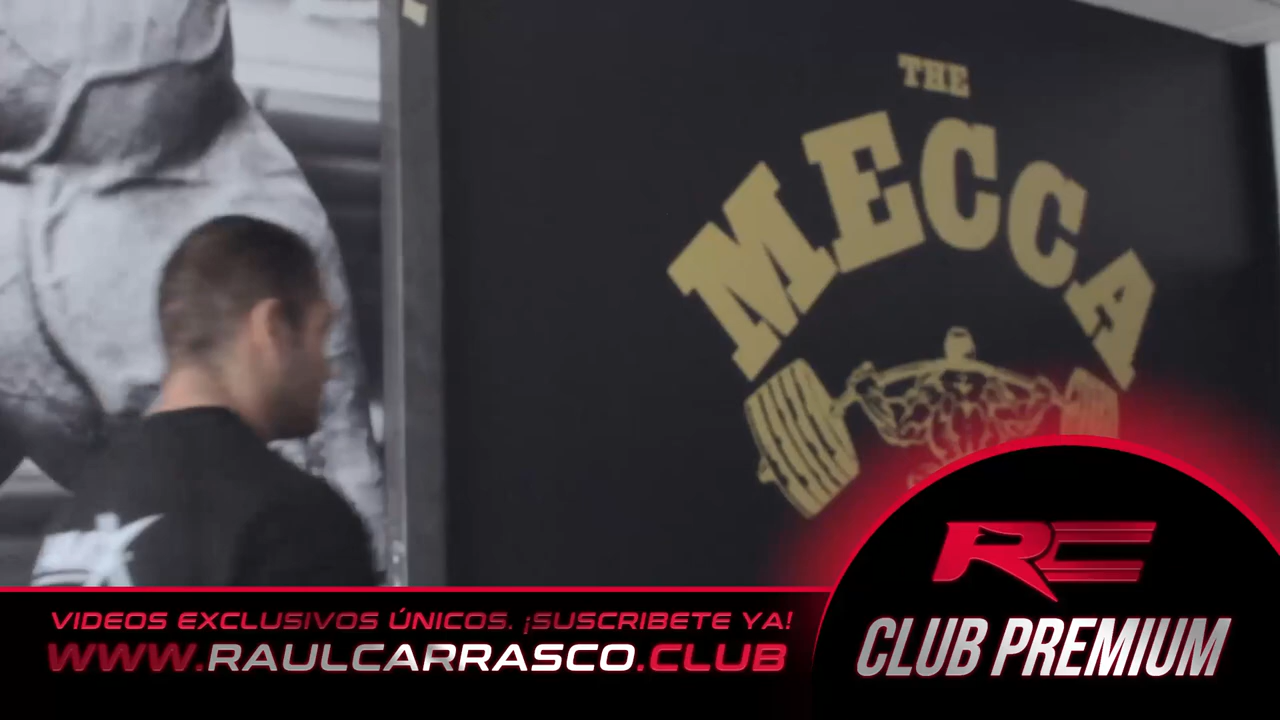 THE
MECCA
VIDEOS EXCLUSIVOS ÚNICOS. ¡SUSCRIBETE YA!
WWW.RAULCARRASCO.CLUB
RC
CLUB PREMIUM